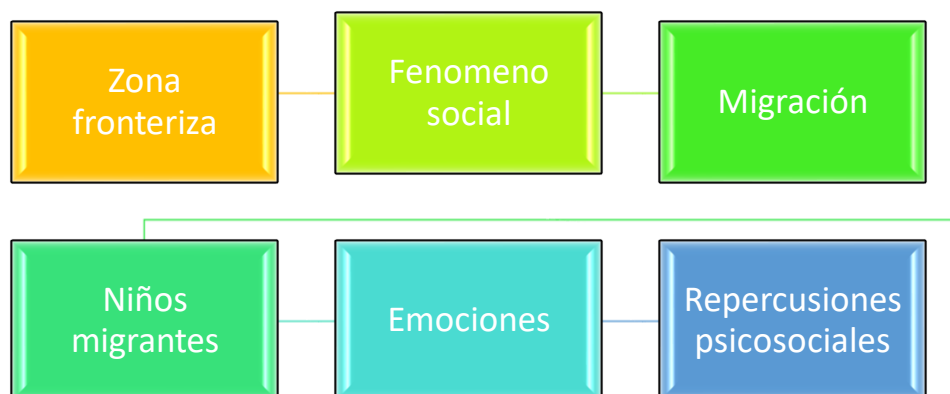 Zona
fronteriza
Fenomeno
social
Migración
Niños
migrantes
Emociones
Repercusiones
psicosociales